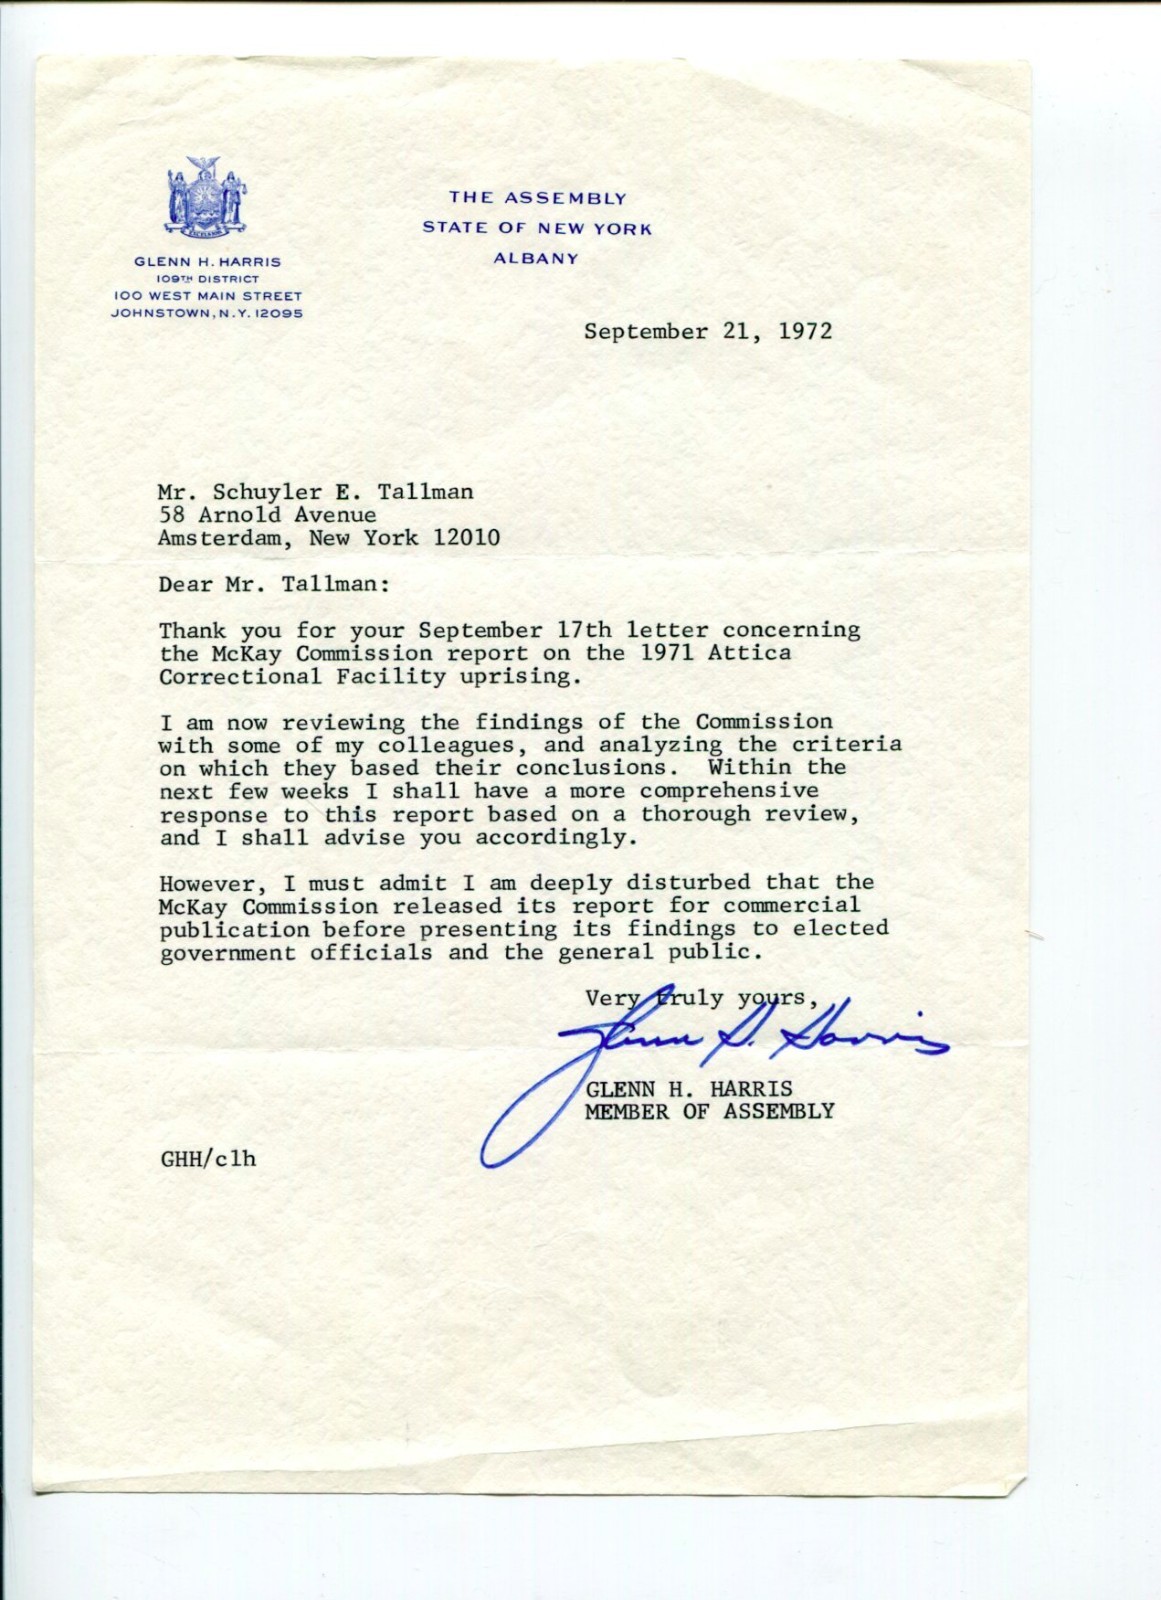 THE ASSEMBLY
STATE OF NEW YORK
ALBANY
EXCELSIOR
GLENN H. HARRIS
109TH DISTRICT
100 WEST MAIN STREET
JOHNSTOWN, N.Y. 12095
September 21, 1972
Mr. Schuyler E. Tallman
58 Arnold Avenue
Amsterdam, New York 12010
Dear Mr. Tallman:
Thank you for your September 17th letter concerning
the McKay Commission report on the 1971 Attica
Correctional Facility uprising.
I am now reviewing the findings of the Commission
with some of my colleagues, and analyzing the criteria
on which they based their conclusions. Within the
next few weeks I shall have a more comprehensive
response to this report based on a thorough review,
and I shall advise you accordingly.
However, I must admit I am deeply disturbed that the
McKay Commission released its report for commercial
publication before presenting its findings to elected
government officials and the general public.
Very truly yours,
Glenn H. Harris
GLENN H. HARRIS
MEMBER OF ASSEMBLY
GHH/clh